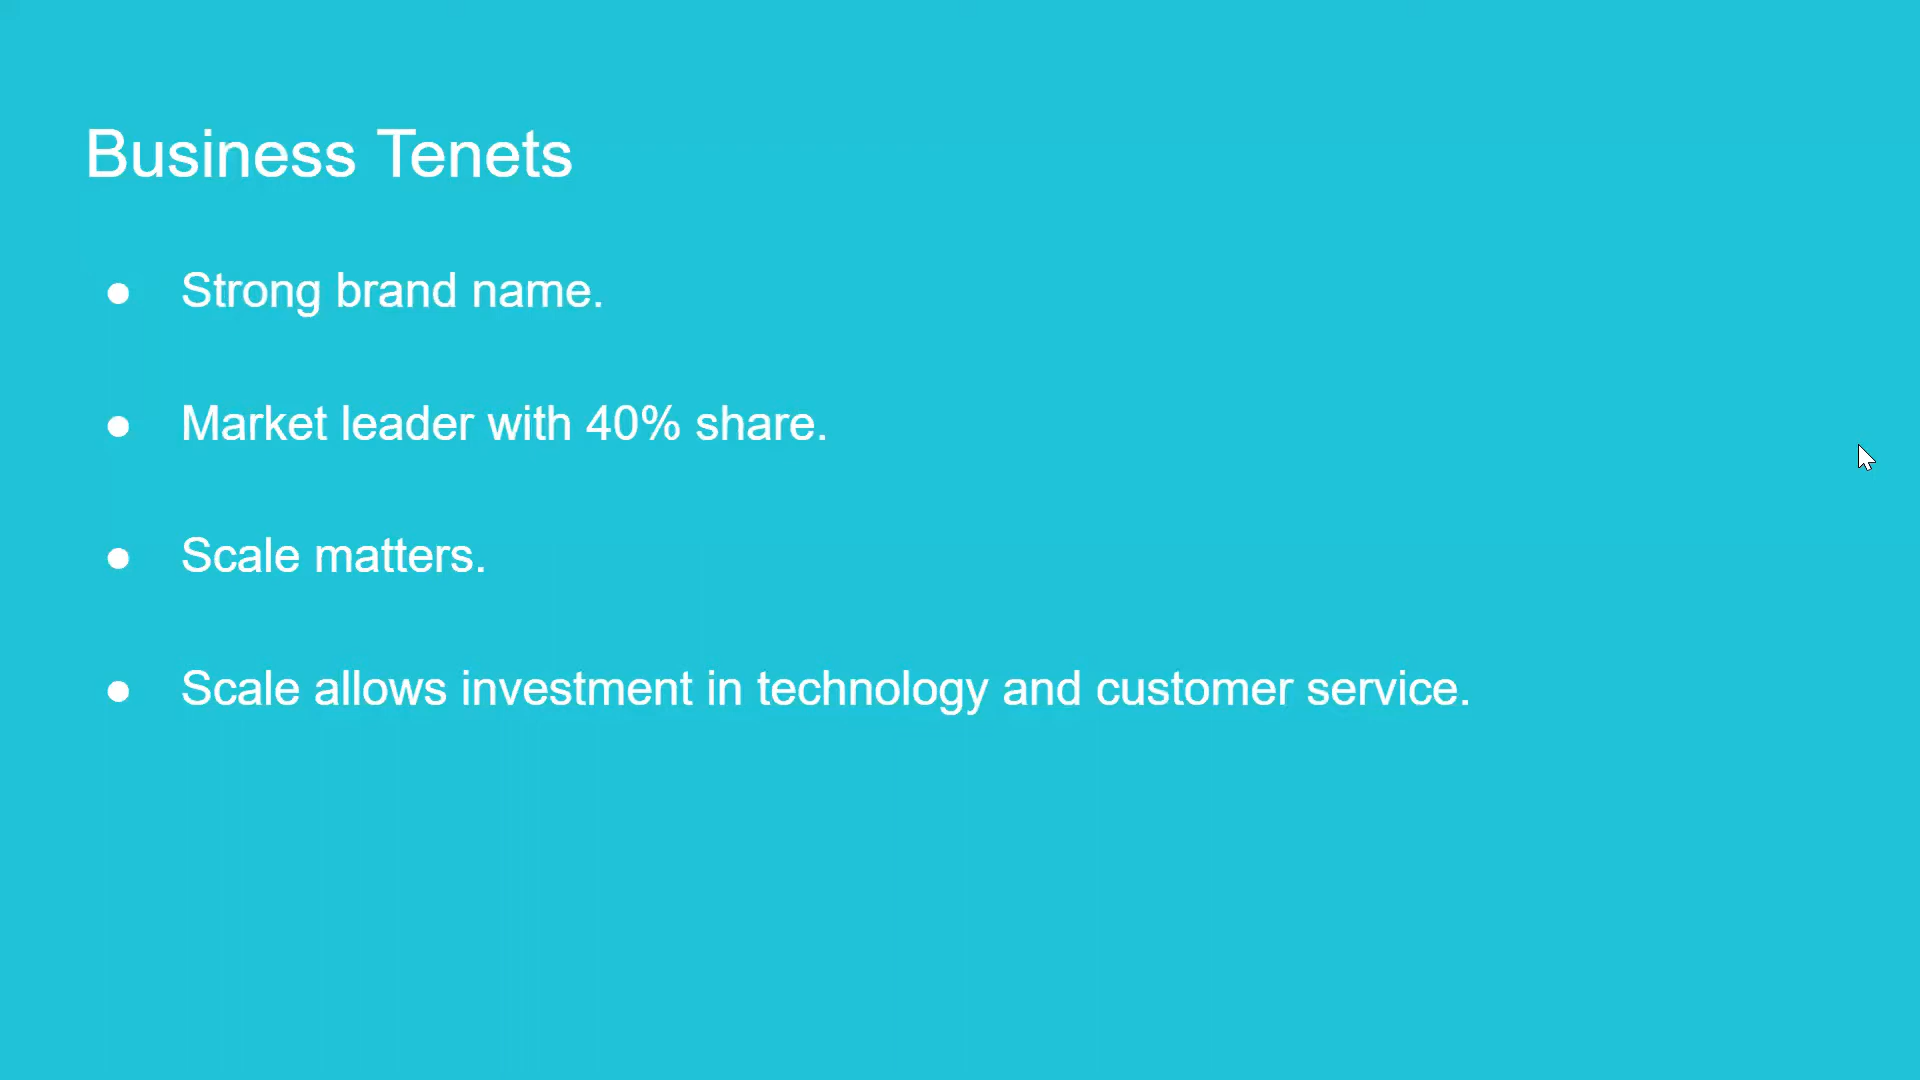 Business Tenets
● Strong brand name.
● Market leader with 40% share.
● Scale matters.
● Scale allows investment in technology and customer service.